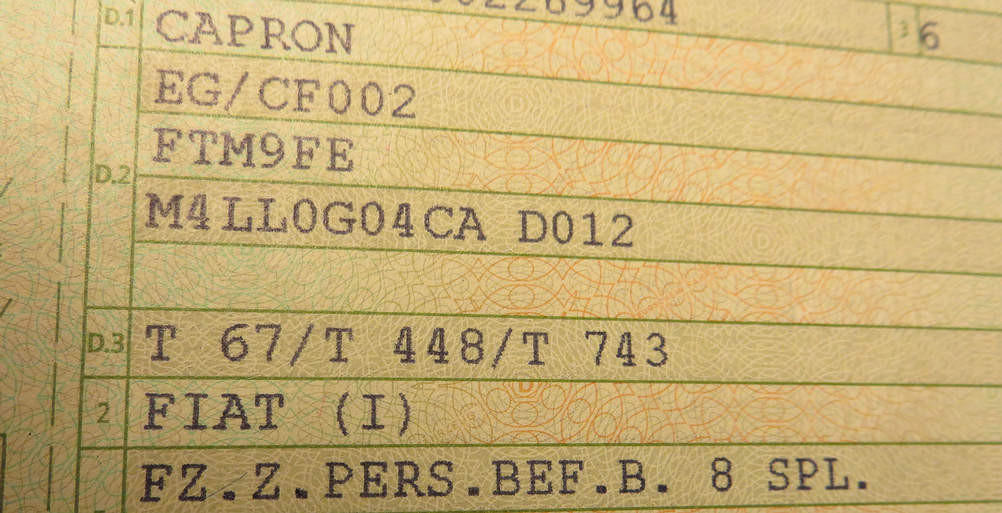 D.1 CAPRON 3 6
EG/CF002
FTM9FE
D.2
M4LL0G04CA D012
D.3 T 67/T 448/T 743
2 FIAT (I)
FZ.Z.PERS.BEF.B. 8 SPL.